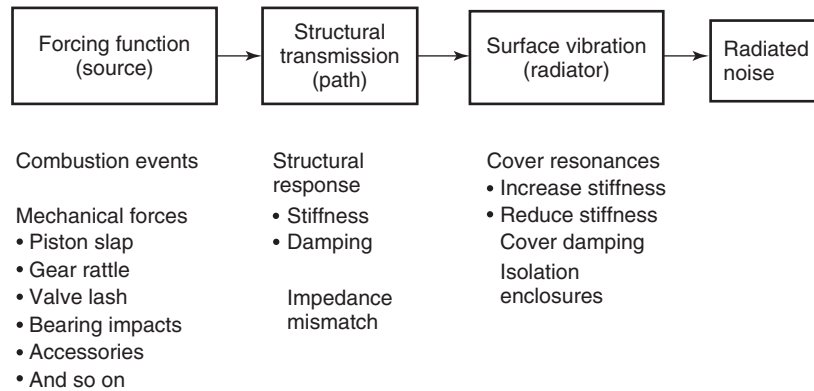 Forcing function
(source)
Structural
transmission
(path)
Surface vibration
(radiator)
Radiated
noise
Combustion events
Mechanical forces
• Piston slap
• Gear rattle
• Valve lash
• Bearing impacts
• Accessories
• And so on
Structural
response
• Stiffness
• Damping
Impedance
mismatch
Cover resonances
• Increase stiffness
• Reduce stiffness
Cover damping
Isolation
enclosures